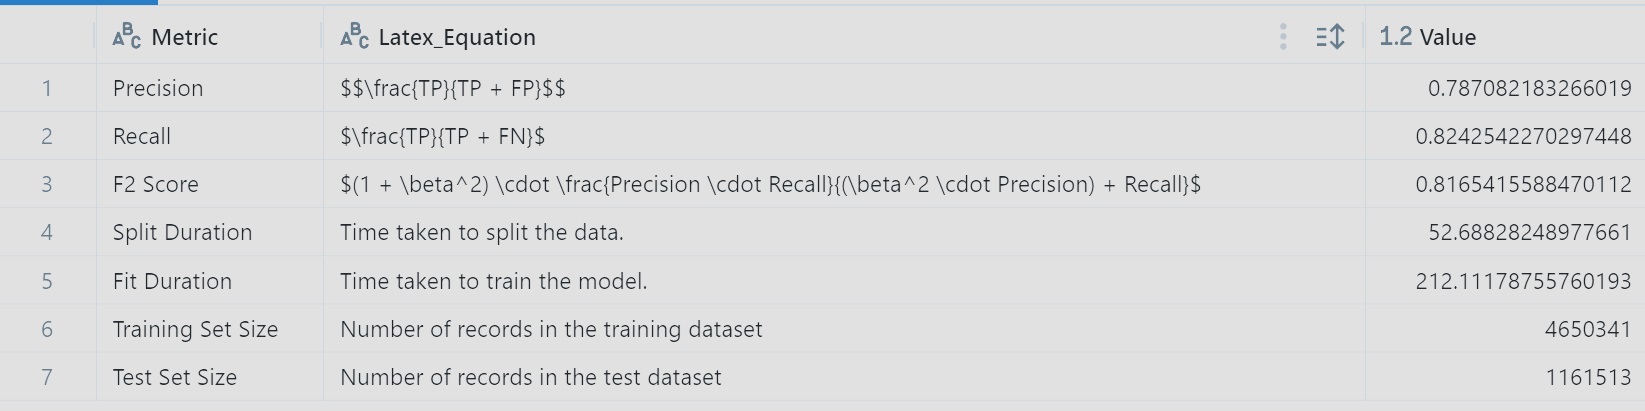 Metric Latex_Equation 1.2 Value
1 Precision $$\frac{TP}{TP + FP}$$ 0.787082183266019
2 Recall $\frac{TP}{TP + FN}$ 0.8242542270297448
3 F2 Score $(1 + \beta^2) \cdot \frac{Precision \cdot Recall}{(\beta^2 \cdot Precision) + Recall}$ 0.8165415588470112
4 Split Duration Time taken to split the data. 52.68828248977661
5 Fit Duration Time taken to train the model. 212.11178755760193
6 Training Set Size Number of records in the training dataset 4650341
7 Test Set Size Number of records in the test dataset 1161513